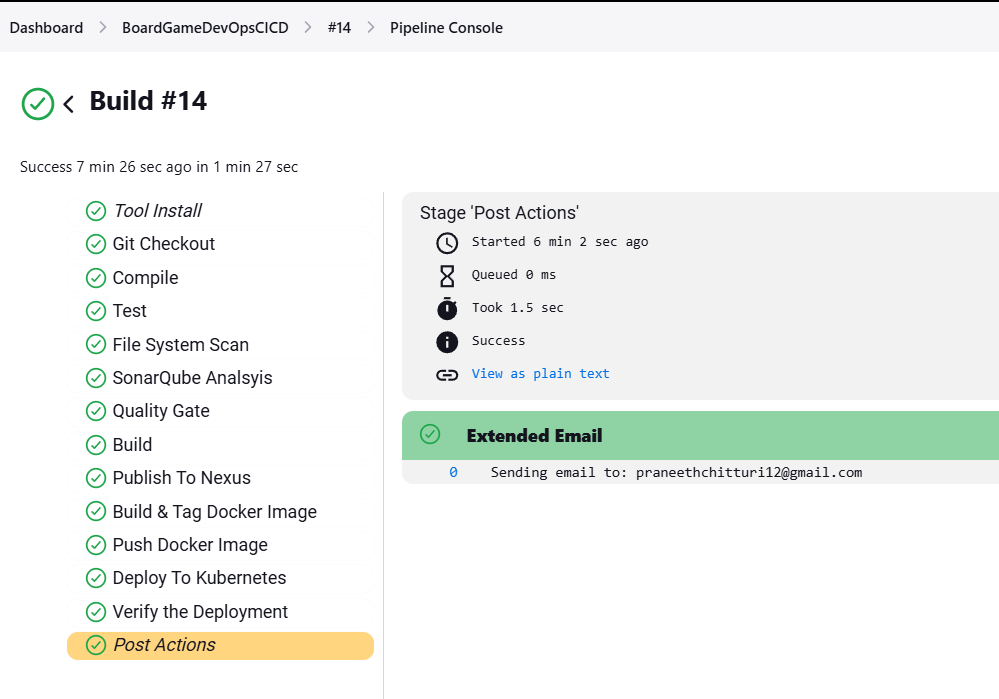 Dashboard > BoardGameDevOpsCICD > #14 > Pipeline Console
Build #14
Success 7 min 26 sec ago in 1 min 27 sec
Tool Install
Git Checkout
Compile
Test
File System Scan
SonarQube Analsyis
Quality Gate
Build
Publish To Nexus
Build & Tag Docker Image
Push Docker Image
Deploy To Kubernetes
Verify the Deployment
Post Actions
Stage 'Post Actions'
Started 6 min 2 sec ago
Queued 0 ms
Took 1.5 sec
Success
View as plain text
Extended Email
0 Sending email to: praneethchitturi12@gmail.com